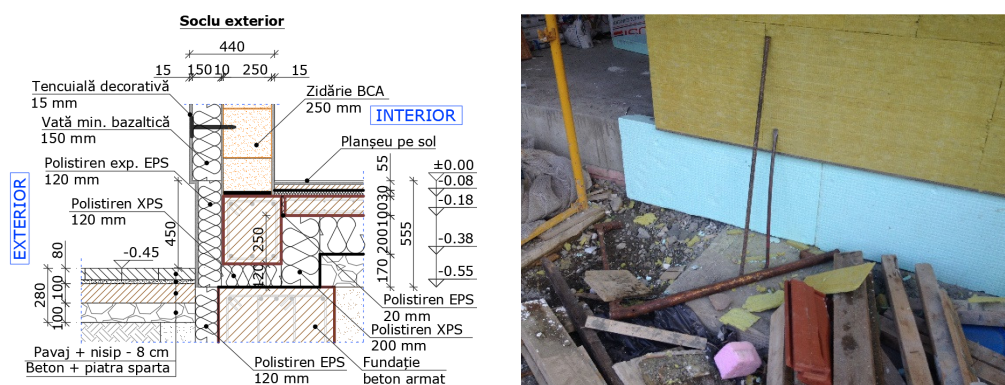 Soclu exterior
440
15
150
10
250
15
Tencuială decorativă
15 mm
Vată min. bazaltică
150 mm
Polistiren exp. EPS
120 mm
Polistiren XPS
120 mm
EXTERIOR
Zidărie BCA
250 mm
INTERIOR
Planșeu pe sol
±0.00
-0.08
-0.18
-0.38
-0.55
55
30
100
200
170
555
450
250
120
-0.45
80
100
100
280
Polistiren EPS
20 mm
Polistiren XPS
200 mm
Pavaj + nisip - 8 cm
Beton + piatra sparta
Polistiren EPS
120 mm
Fundație
beton armat